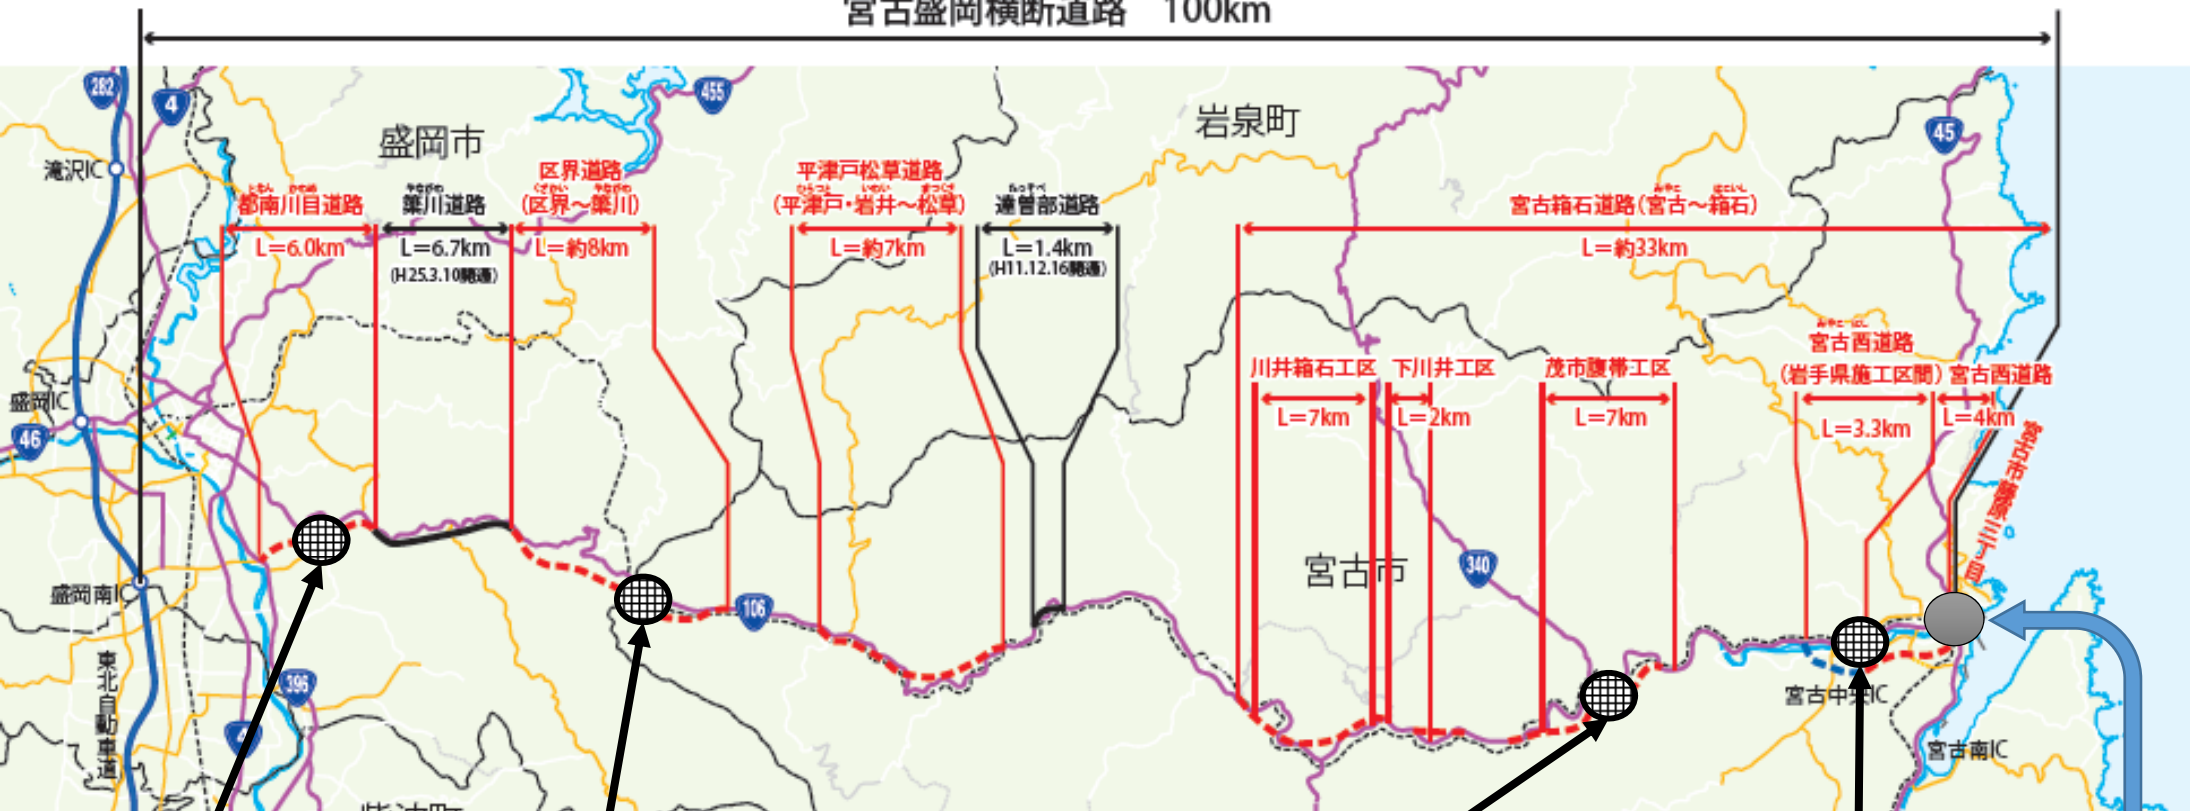 宮古盛岡横断道路　100km
282
4
455
45
盛岡市
岩泉町
滝沢IC
区界道路
（区界～簗川）
L＝約8km
平津戸松草道路
（平津戸・岩井～松草）
L＝約7km
都南川目道路
L＝6.0km
簗川道路
L＝6.7km
（H25.3.10開通）
達曽部道路
L＝1.4km
（H11.12.16開通）
宮古箱石道路（宮古～箱石）
L＝約33km
川井箱石工区
L＝7km
下川井工区
L＝2km
茂市腹帯工区
L＝7km
宮古西道路
（岩手県施工区間）
L＝3.3km
宮古西道路
L＝4km
宮古市藤原三丁目
盛岡IC
46
盛岡南IC
東北自動車道
396
4
106
宮古市
340
宮古中央IC
宮古南IC